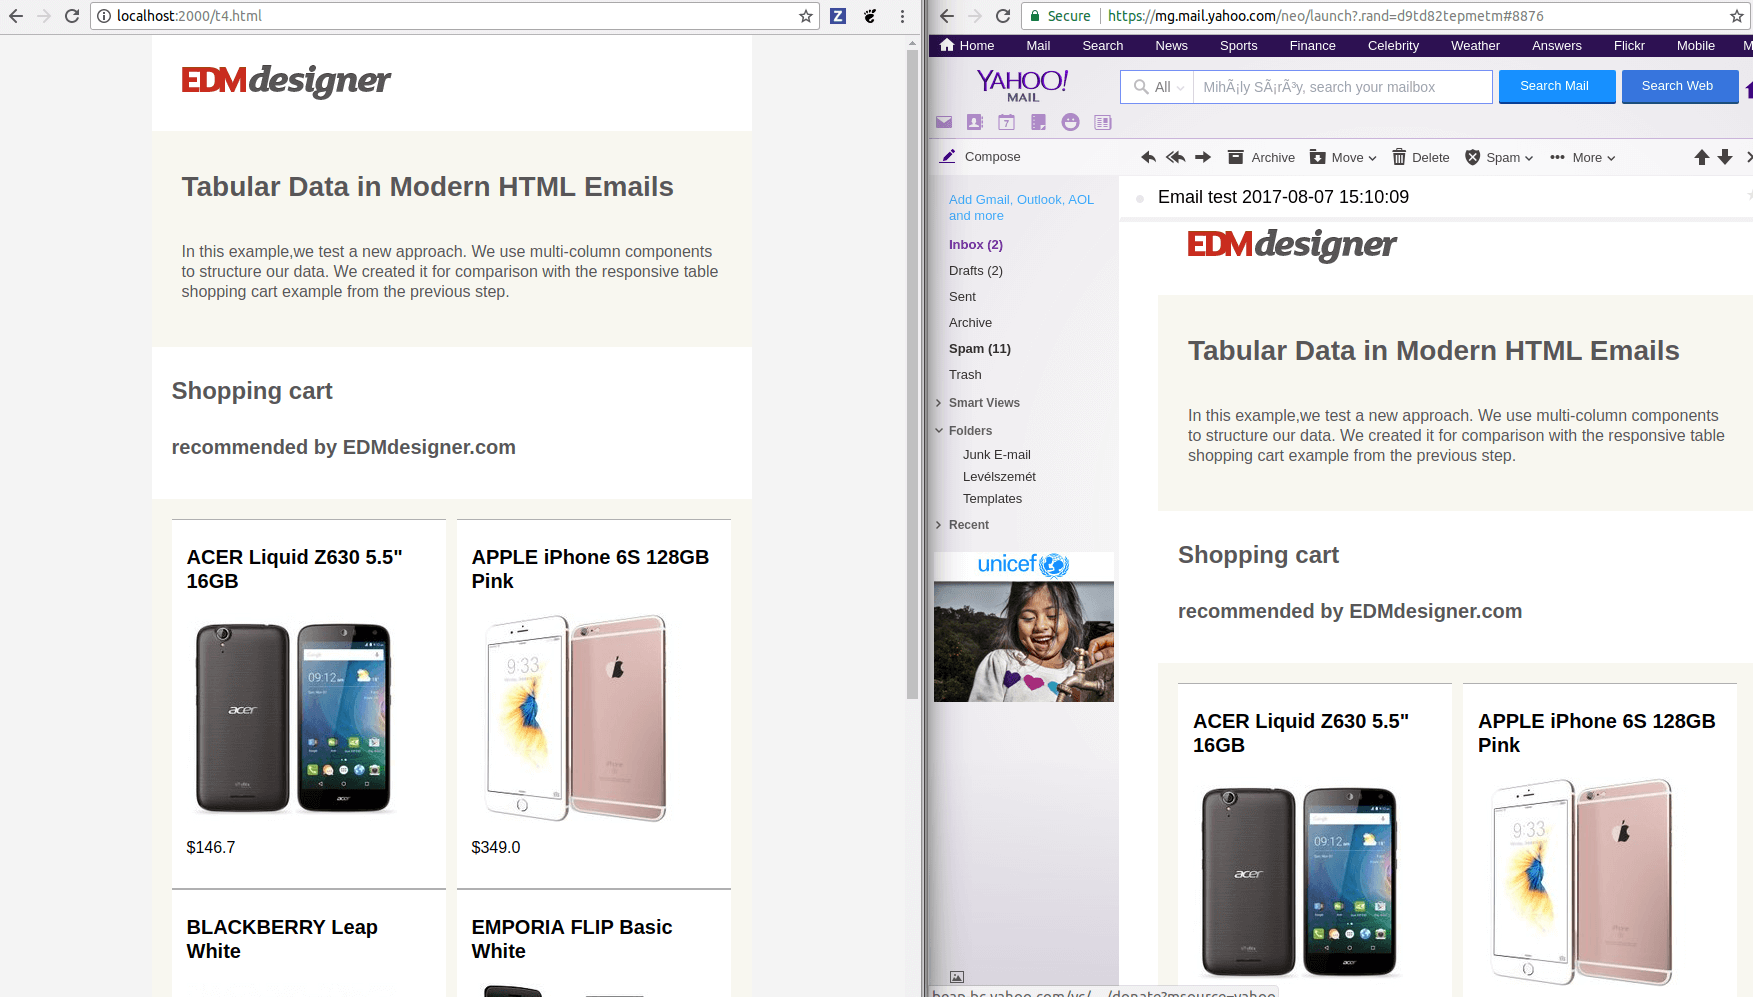 localhost:2000/t4.html
Z
EDMdesigner
Tabular Data in Modern HTML Emails
In this example,we test a new approach. We use multi-column components
to structure our data. We created it for comparison with the responsive table
shopping cart example from the previous step.
Shopping cart
recommended by EDMdesigner.com
ACER Liquid Z630 5.5"
16GB
APPLE iPhone 6S 128GB
Pink
09:12
acer
9:33
$146.7
$349.0
BLACKBERRY Leap
White
EMPORIA FLIP Basic
White
Secure
https://mg.mail.yahoo.com/neo/launch?.rand=d9td82tepmetm#8876
Home Mail Search News Sports Finance Celebrity Weather Answers Flickr Mobile M
YAHOO!
MAIL
All
MihÃ¡ly SÃ¡rÃ³y, search your mailbox
Search Mail
Search Web
7
Compose
Archive Move Delete Spam More
Add Gmail, Outlook, AOL
and more
Inbox (2)
Drafts (2)
Sent
Archive
Spam (11)
Trash
Smart Views
Folders
Junk E-mail
Levélszemét
Templates
Recent
unicef
Email test 2017-08-07 15:10:09
EDMdesigner
Tabular Data in Modern HTML Emails
In this example,we test a new approach. We use multi-column components
to structure our data. We created it for comparison with the responsive table
shopping cart example from the previous step.
Shopping cart
recommended by EDMdesigner.com
ACER Liquid Z630 5.5"
16GB
APPLE iPhone 6S 128GB
Pink
09:12
acer
9:33
beap.bc.yahoo.com/yc/…/donate?msource=yahoo